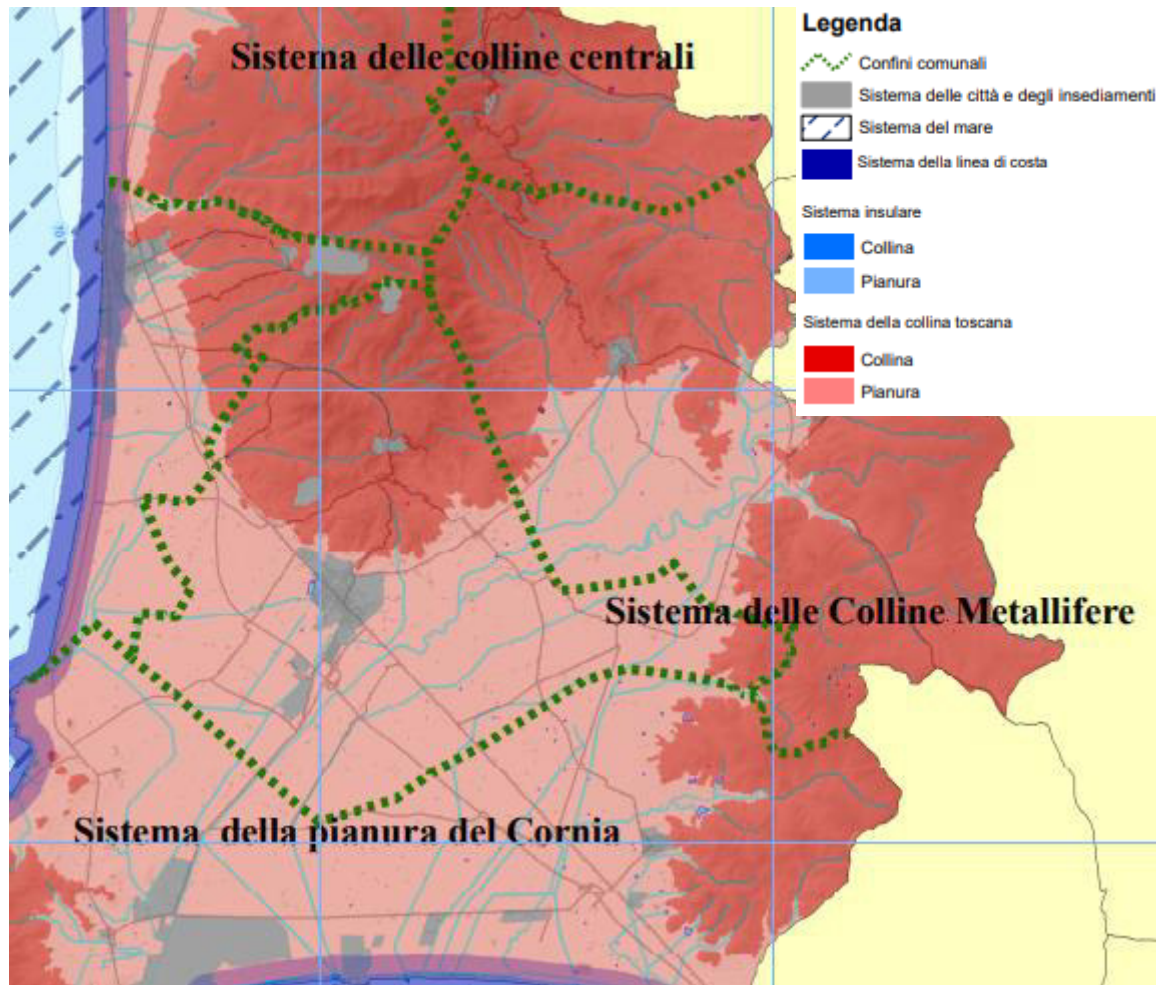 Sistema delle colline centrali
Legenda
Confini comunali
Sistema delle città e degli insediamenti
Sistema del mare
Sistema della linea di costa
Sistema insulare
Collina
Pianura
Sistema della collina toscana
Collina
Pianura
Sistema delle Colline Metallifere
Sistema della pianura del Cornia